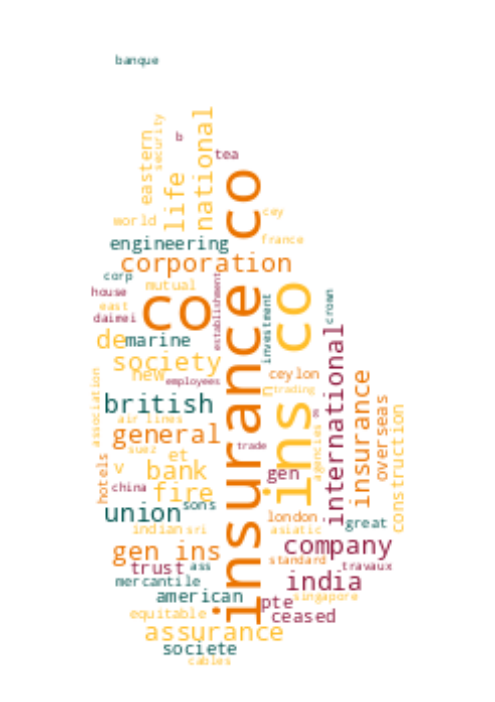 banque
eastern
security
b
national
tea
life
co
cey
world
engineering
france
corporation
corp
house
mutual
establishment
insurance co
ins co
investment
crown
east
co
daimei
de
marine
society
new
employees
ceylon
trading
international
insurance
overseas
association
british
air lines
general
trade
agencies
construction
suez
et
v
bank
gen
hotels
china
fire
sons
union
london
great
indian
sri
asiatic
gen ins
company
standard
trust
ass
travaux
mercantile
india
american
singapore
pte
equitable
ceased
assurance
societe
cables